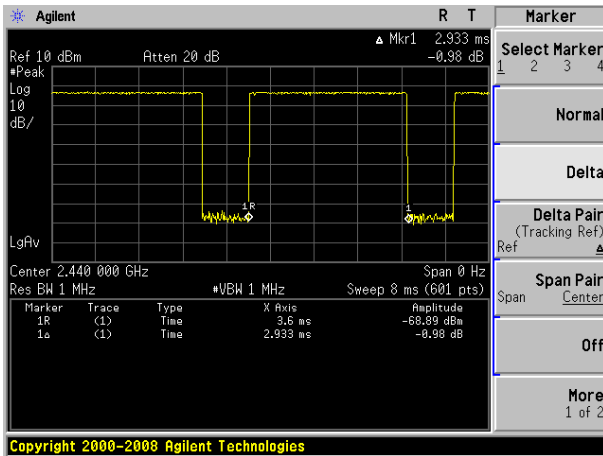 Agilent R T
Δ Mkr1 2.933 ms
Ref 10 dBm Atten 20 dB -0.98 dB
#Peak
Log
10
dB/
1R
1
LgAv
Center 2.440 000 GHz Span 0 Hz
Res BW 1 MHz #VBW 1 MHz Sweep 8 ms (601 pts)
Marker Trace Type X Axis Amplitude
1R (1) Time 3.6 ms -68.89 dBm
1Δ (1) Time 2.933 ms -0.98 dB
Copyright 2000-2008 Agilent Technologies
Marker
Select Marker
1 2 3 4
Normal
Delta
Delta Pair
(Tracking Ref)
Ref Δ
Span Pair
Span Center
Off
More
1 of 2